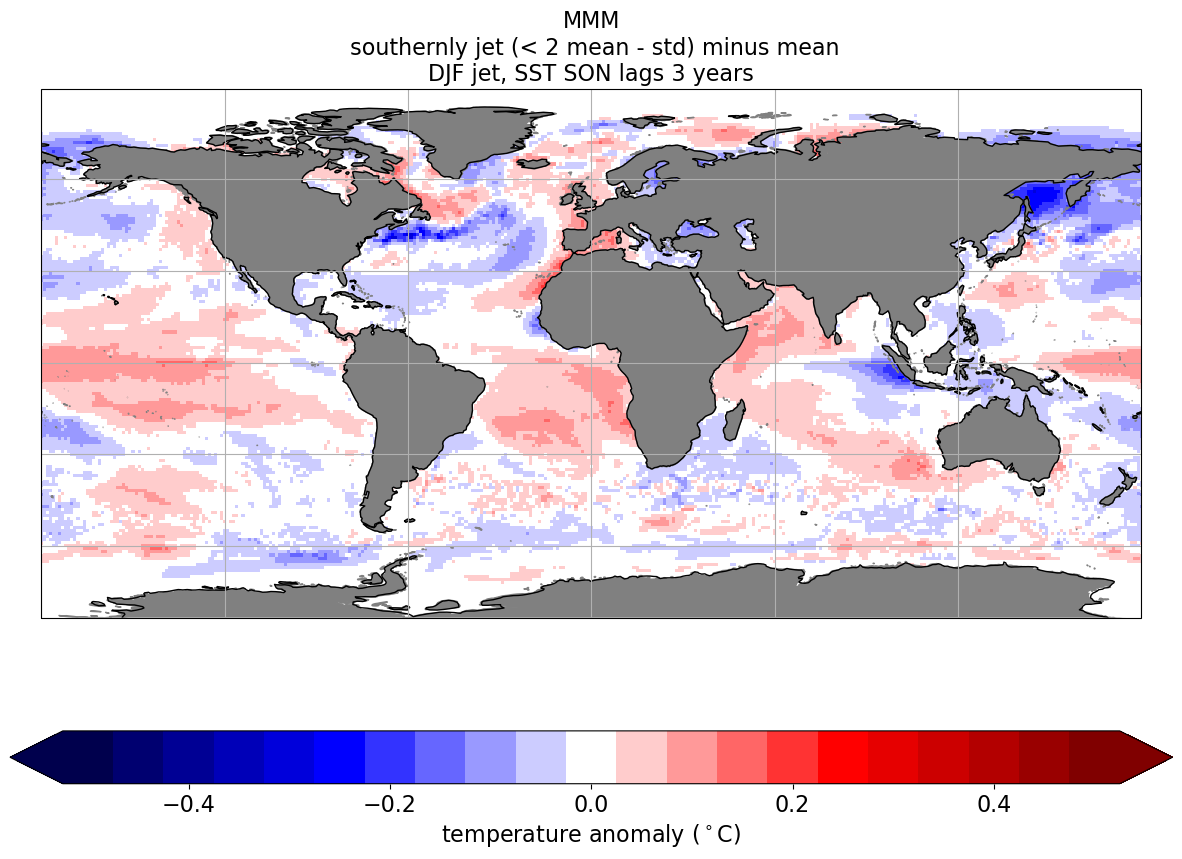 MMM
southernly jet (< 2 mean - std) minus mean
DJF jet, SST SON lags 3 years
−0.4 −0.2 0.0 0.2 0.4
temperature anomaly (°C)